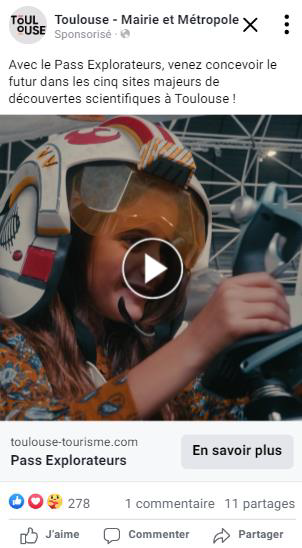 TOUL
OUSE
Toulouse - Mairie et Métropole
Sponsorisé ·
Avec le Pass Explorateurs, venez concevoir le
futur dans les cinq sites majeurs de
découvertes scientifiques à Toulouse !
toulouse-tourisme.com
Pass Explorateurs
En savoir plus
278
1 commentaire 11 partages
J'aime
Commenter
Partager